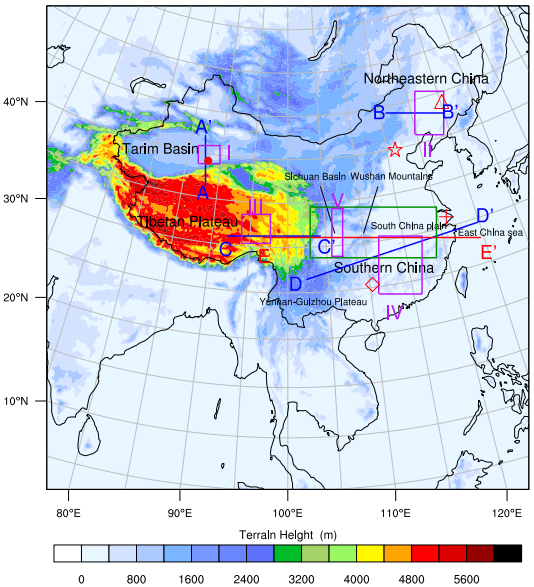 Northeastern China
40°N
A'
B
B'
Tarim Basin
I
II
Sichuan Basin
Wushan Mountains
A
30°N
III
V
Tibetan Plateau
South China plain
D'
C
C'
East China sea
E
E'
Southern China
D
20°N
Yunnan-Guizhou Plateau
IV
10°N
80°E
90°E
100°E
110°E
120°E
Terrain Height (m)
0
800
1600
2400
3200
4000
4800
5600